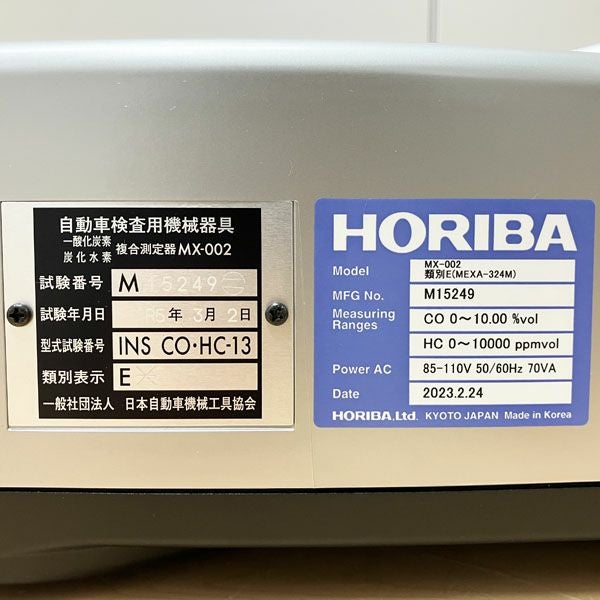 自動車検査用機械器具
一酸化炭素
炭化水素 複合測定器 MX-002
試験番号 M 15249
試験年月日 R5年 3月 2日
型式試験番号 INS CO・HC-13
類別表示 E
一般社団法人 日本自動車機械工具協会
HORIBA
Model MX-002
類別E(MEXA-324M)
MFG No. M15249
Measuring Ranges CO 0～10.00 %vol
HC 0～10000 ppmvol
Power AC 85-110V 50/60Hz 70VA
Date 2023.2.24
HORIBA,Ltd. KYOTO JAPAN Made in Korea